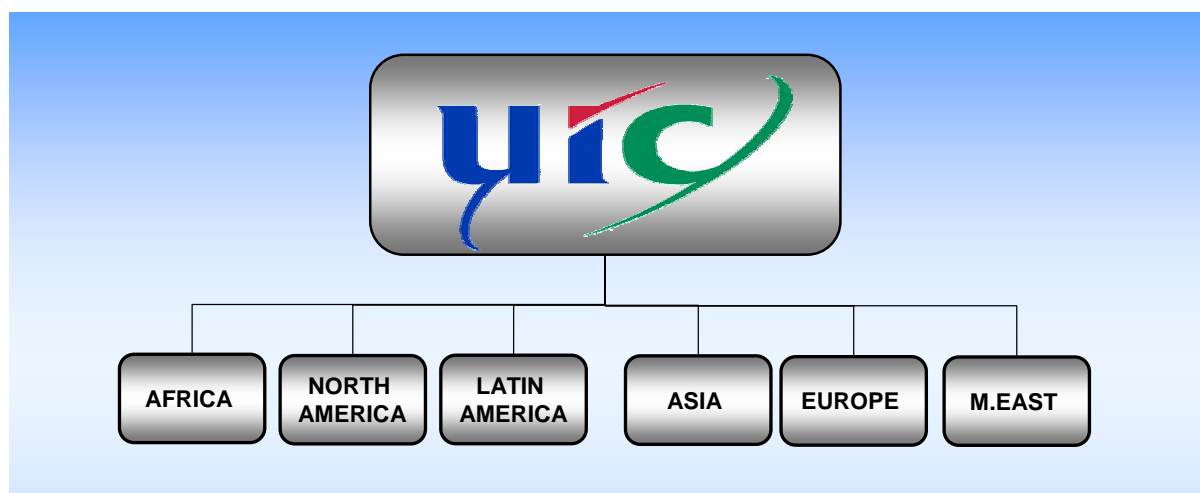 uic
AFRICA
NORTH
AMERICA
LATIN
AMERICA
ASIA
EUROPE
M.EAST